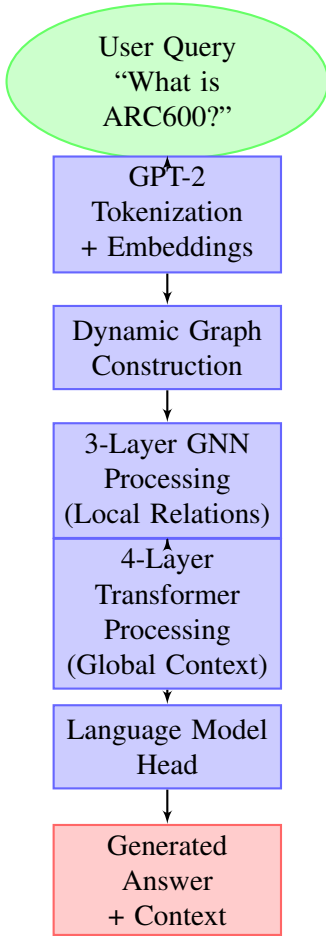 User Query
“What is
ARC600?”
GPT-2
Tokenization
+ Embeddings
Dynamic Graph
Construction
3-Layer GNN
Processing
(Local Relations)
4-Layer
Transformer
Processing
(Global Context)
Language Model
Head
Generated
Answer
+ Context